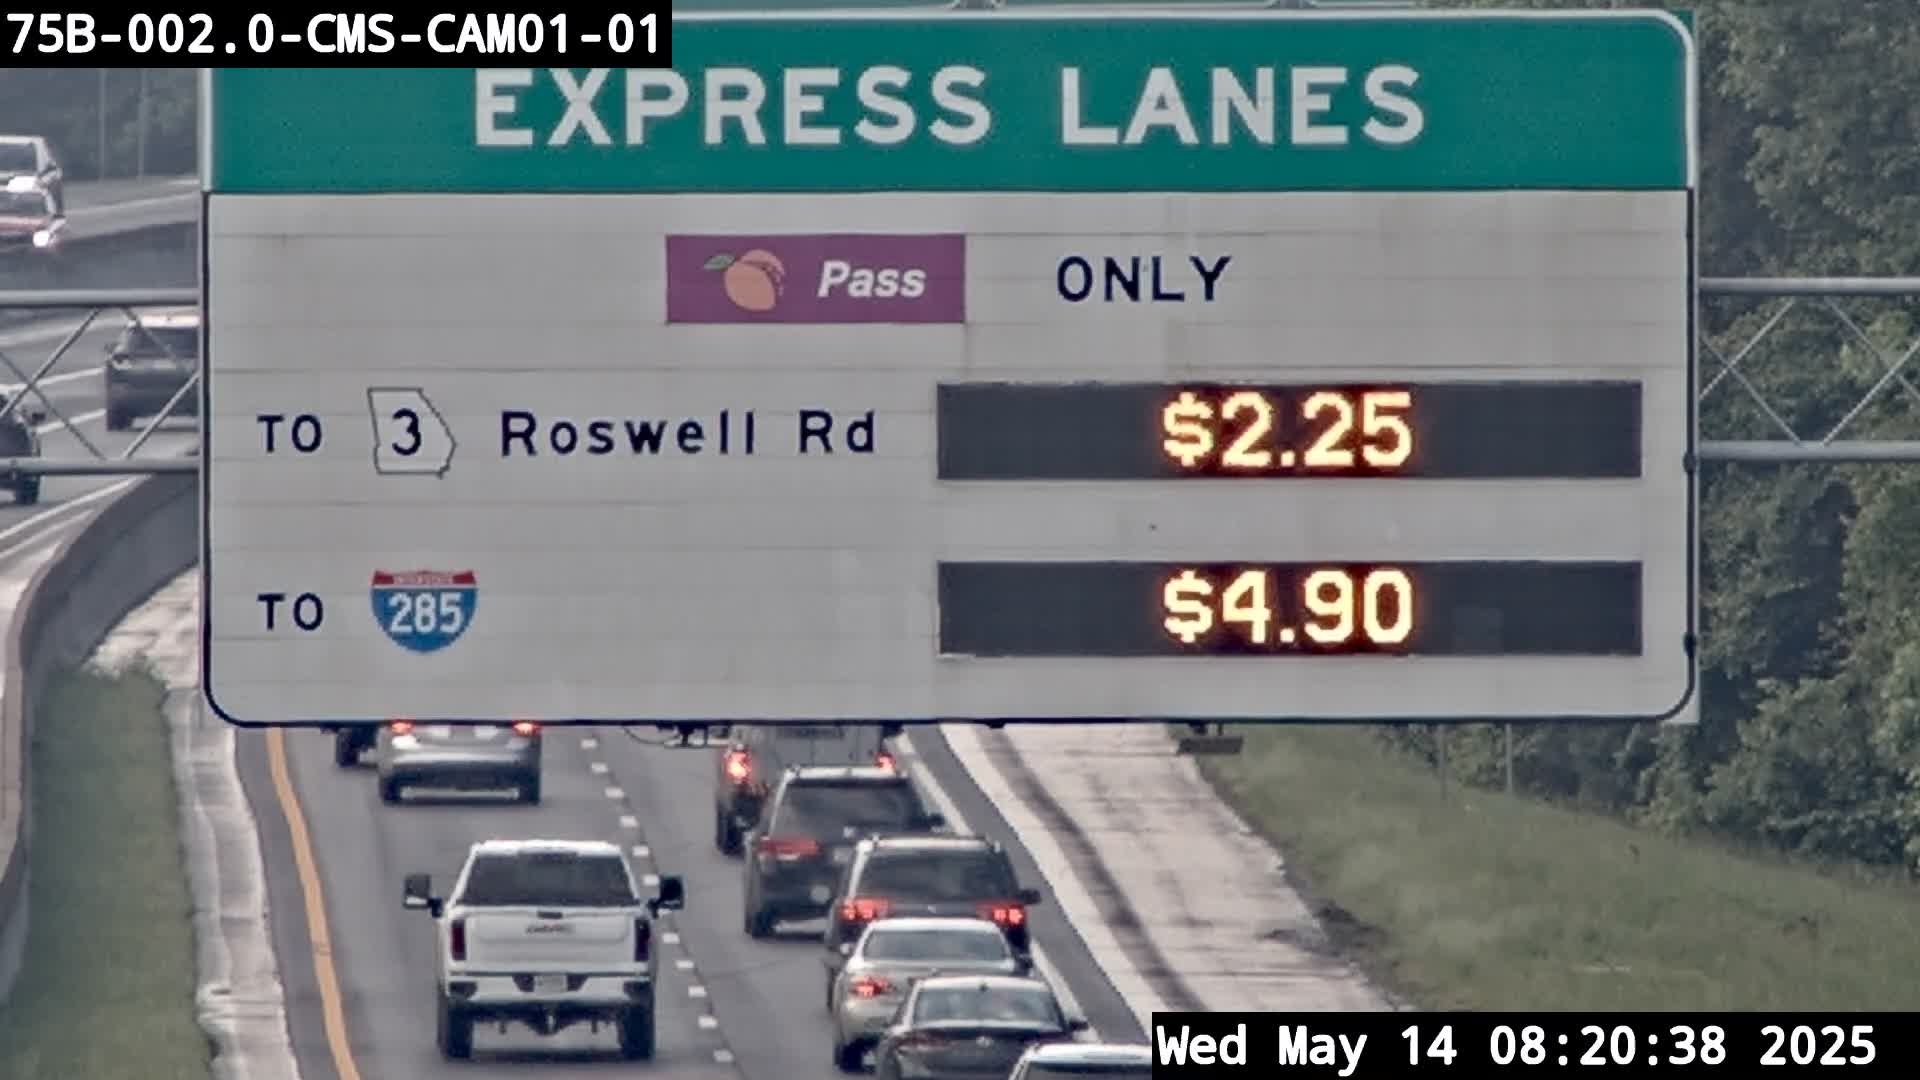 75B-002.0-CMS-CAM01-01
EXPRESS LANES
Pass ONLY
TO 3 Roswell Rd $2.25
INTERSTATE
TO 285 $4.90
Wed May 14 08:20:38 2025